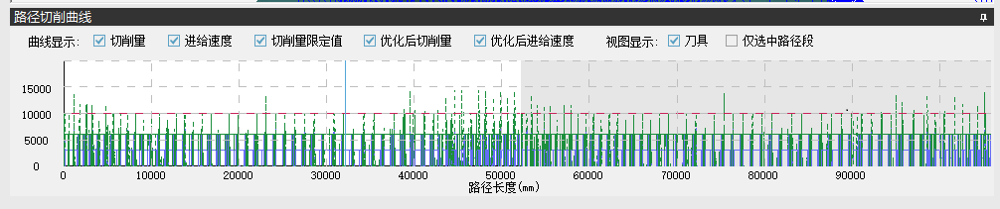 路径切削曲线
曲线显示: 切削量 进给速度 切削量限定值 优化后切削量 优化后进给速度 视图显示: 刀具 仅选中路径段
15000
10000
5000
0
0 10000 20000 30000 40000 50000 60000 70000 80000 90000
路径长度(mm)